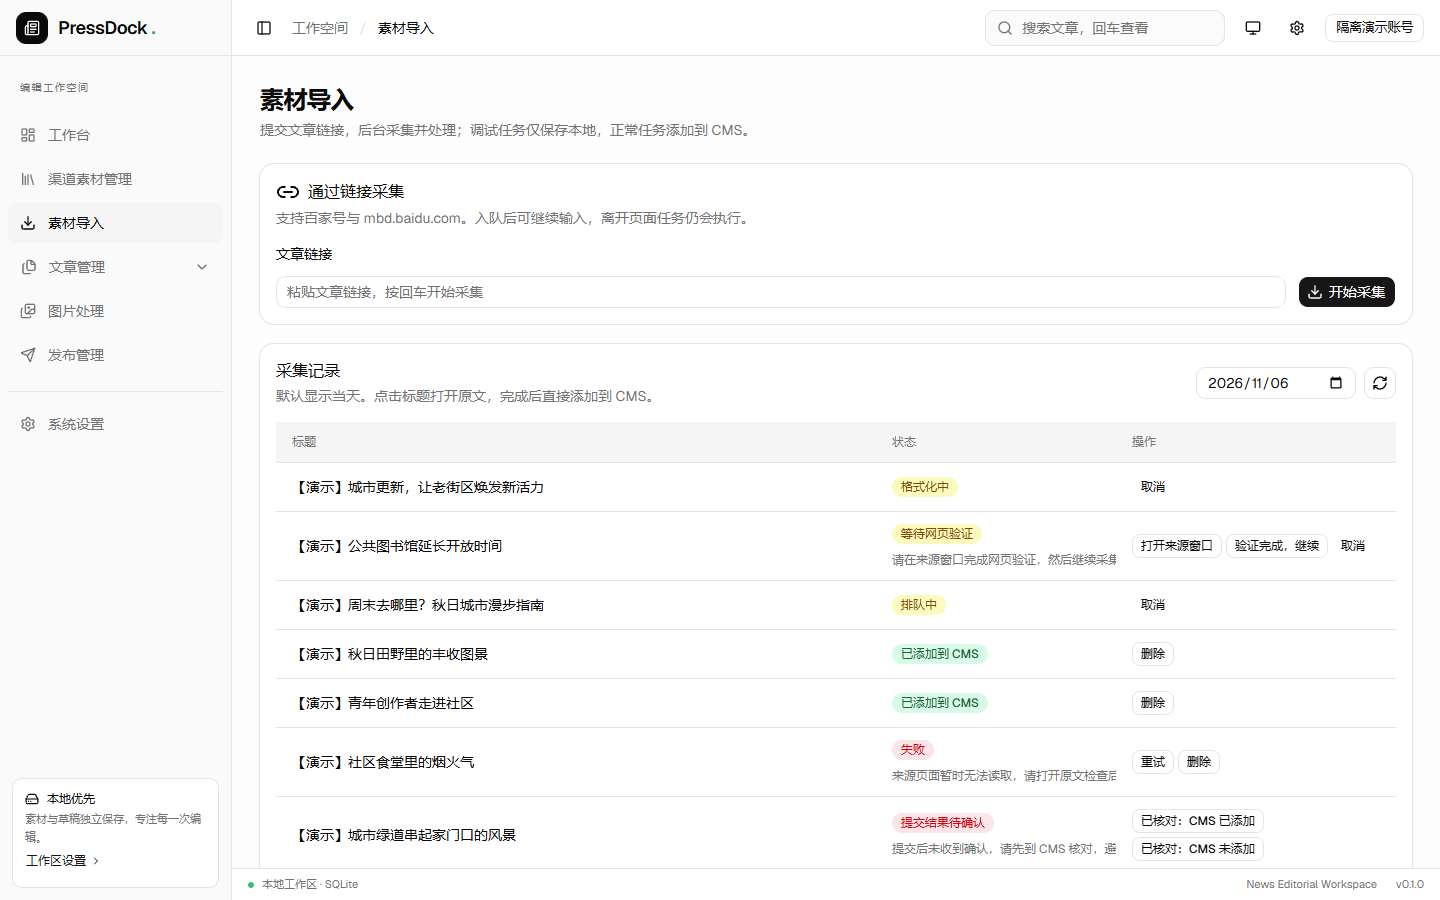 PressDock.
工作空间 / 素材导入
搜索文章，回车查看
隔离演示账号
编辑工作空间
工作台
渠道素材管理
素材导入
文章管理
图片处理
发布管理
系统设置
本地优先
素材与草稿独立保存，专注每一次编
辑。
工作区设置
素材导入
提交文章链接，后台采集并处理；调试任务仅保存本地，正常任务添加到 CMS。
通过链接采集
支持百家号与 mbd.baidu.com。入队后可继续输入，离开页面任务仍会执行。
文章链接
粘贴文章链接，按回车开始采集
开始采集
采集记录
默认显示当天。点击标题打开原文，完成后直接添加到 CMS。
2026/11/06
标题 状态 操作
【演示】城市更新，让老街区焕发新活力 格式化中 取消
【演示】公共图书馆延长开放时间 等待网页验证 打开来源窗口 验证完成，继续 取消
请在来源窗口完成网页验证，然后继续采集
【演示】周末去哪里？秋日城市漫步指南 排队中 取消
【演示】秋日田野里的丰收图景 已添加到 CMS 删除
【演示】青年创作者走进社区 已添加到 CMS 删除
【演示】社区食堂里的烟火气 失败 重试 删除
来源页面暂时无法读取，请打开原文检查后
【演示】城市绿道串起家门口的风景 提交结果待确认 已核对：CMS 已添加
提交后未收到确认，请先到 CMS 核对，避 已核对：CMS 未添加
本地工作区 · SQLite
News Editorial Workspace v0.1.0